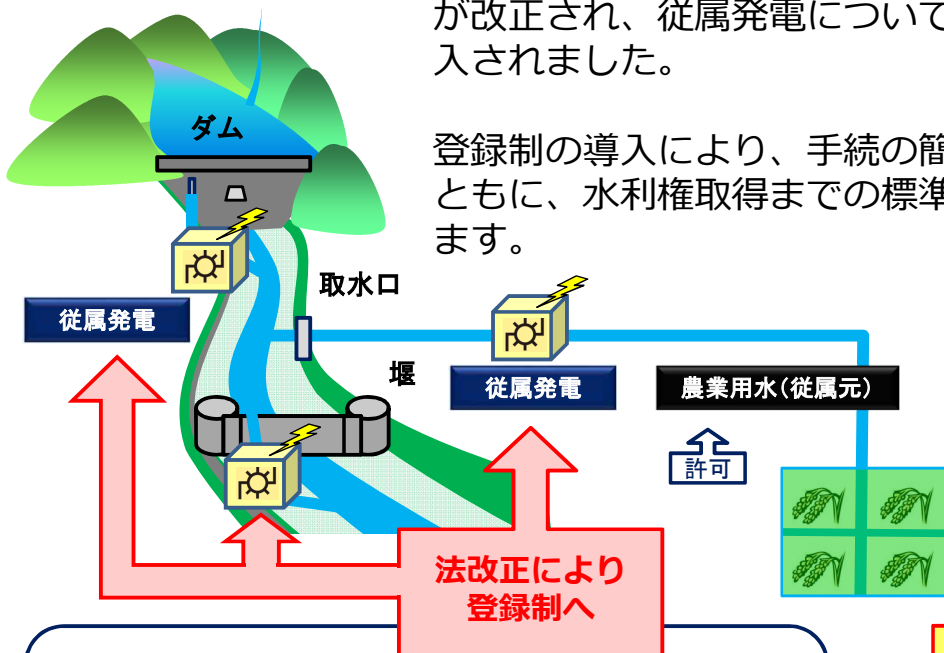 が改正され、従属発電について
入されました。
登録制の導入により、手続の簡
ともに、水利権取得までの標準
ます。
ダム
取水口
従属発電
堰
従属発電
農業用水(従属元)
許可
法改正により
登録制へ